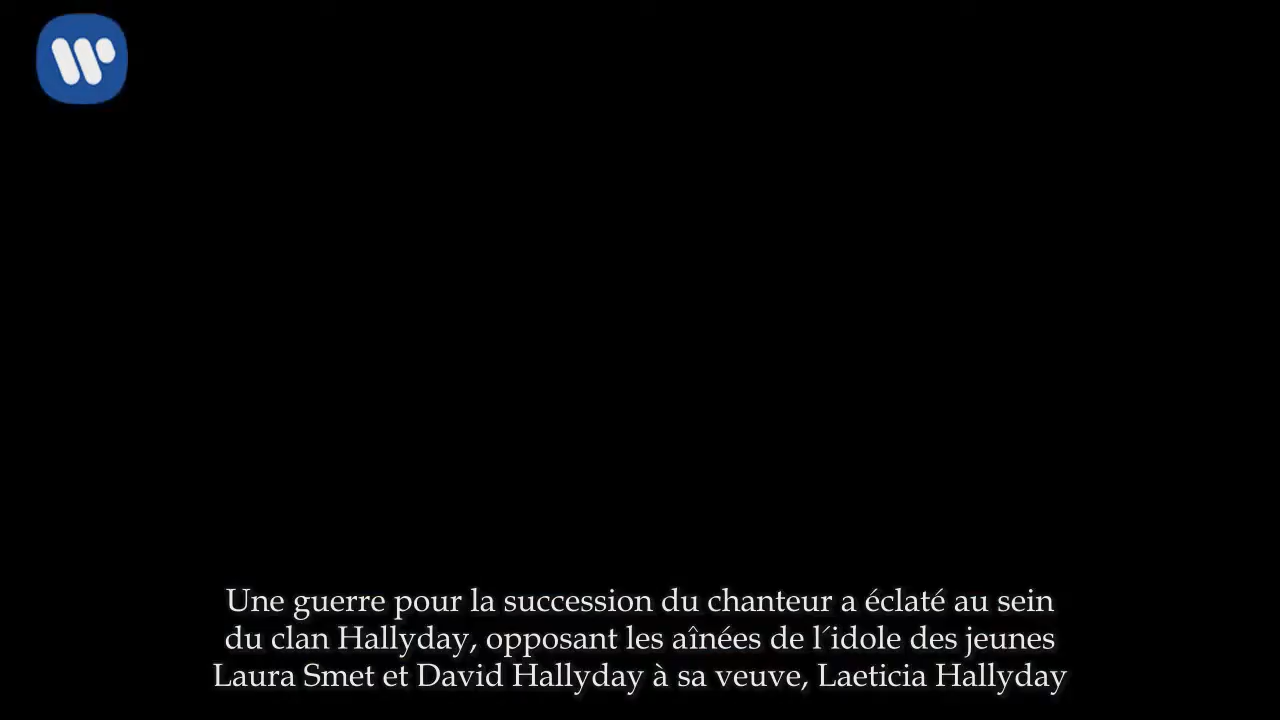 Une guerre pour la succession du chanteur a éclaté au sein
du clan Hallyday, opposant les aînées de l´idole des jeunes
Laura Smet et David Hallyday à sa veuve, Laeticia Hallyday